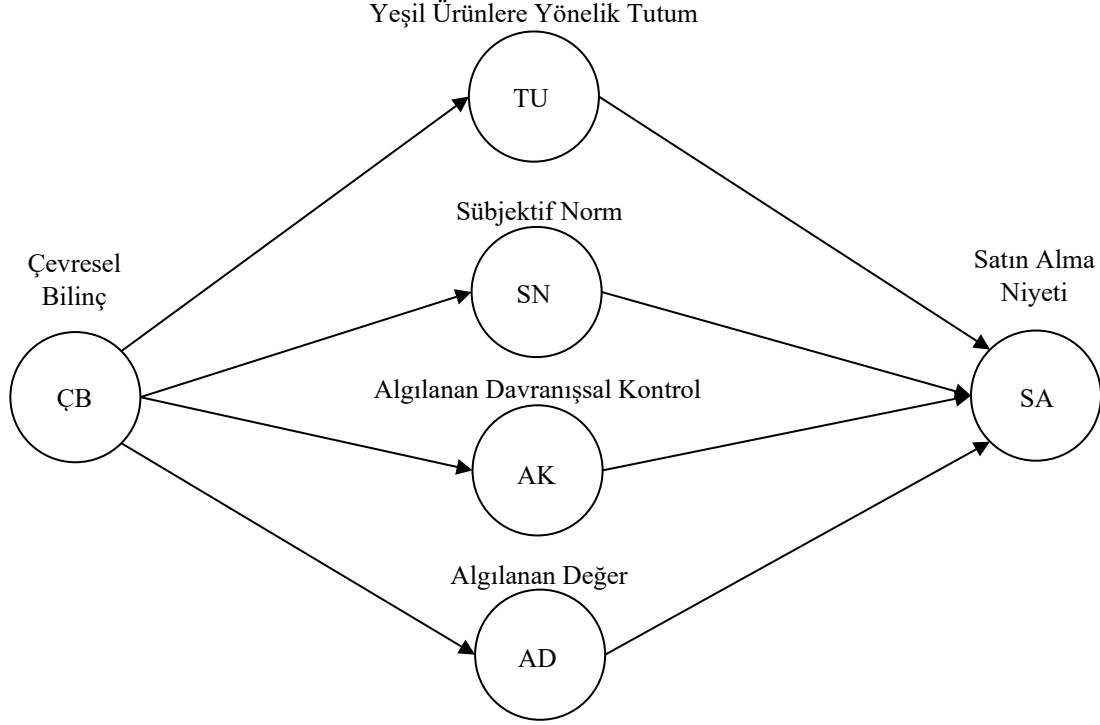 Yeşil Ürünlere Yönelik Tutum
TU
Sübjektif Norm
SN
Çevresel
Bilinç
ÇB
Satın Alma
Niyeti
SA
Algılanan Davranışsal Kontrol
AK
Algılanan Değer
AD